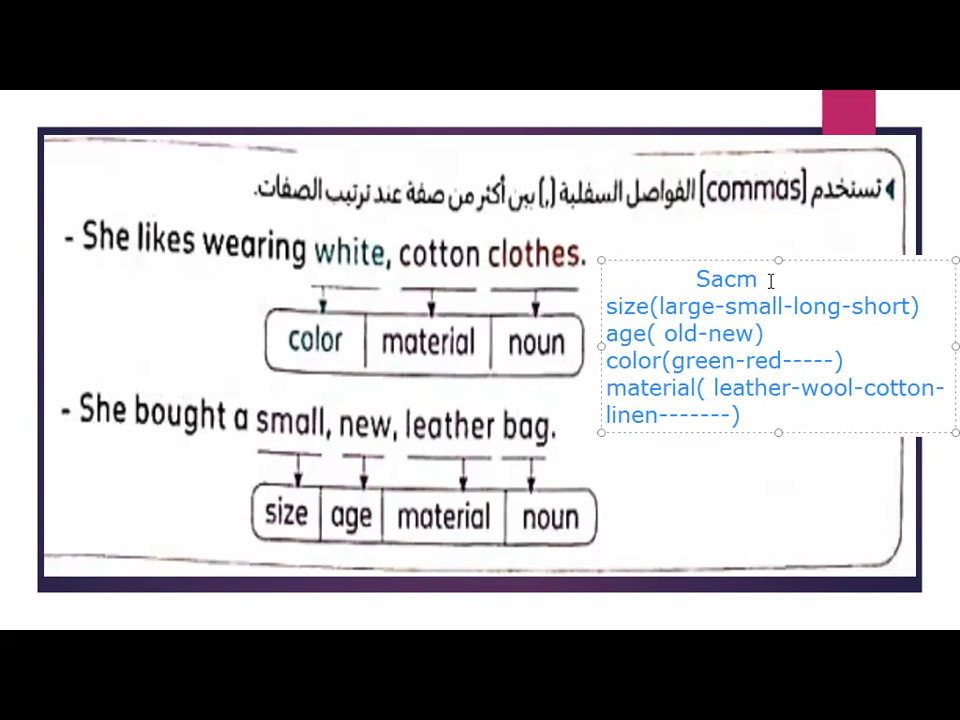 تستخدم (commas) الفواصل السفلية (,) بين أكثر من صفة عند ترتيب الصفات.
- She likes wearing white, cotton clothes.
color material noun
- She bought a small, new, leather bag.
size age material noun
Sacm
size(large-small-long-short)
age( old-new)
color(green-red-----)
material( leather-wool-cotton-
linen-------)